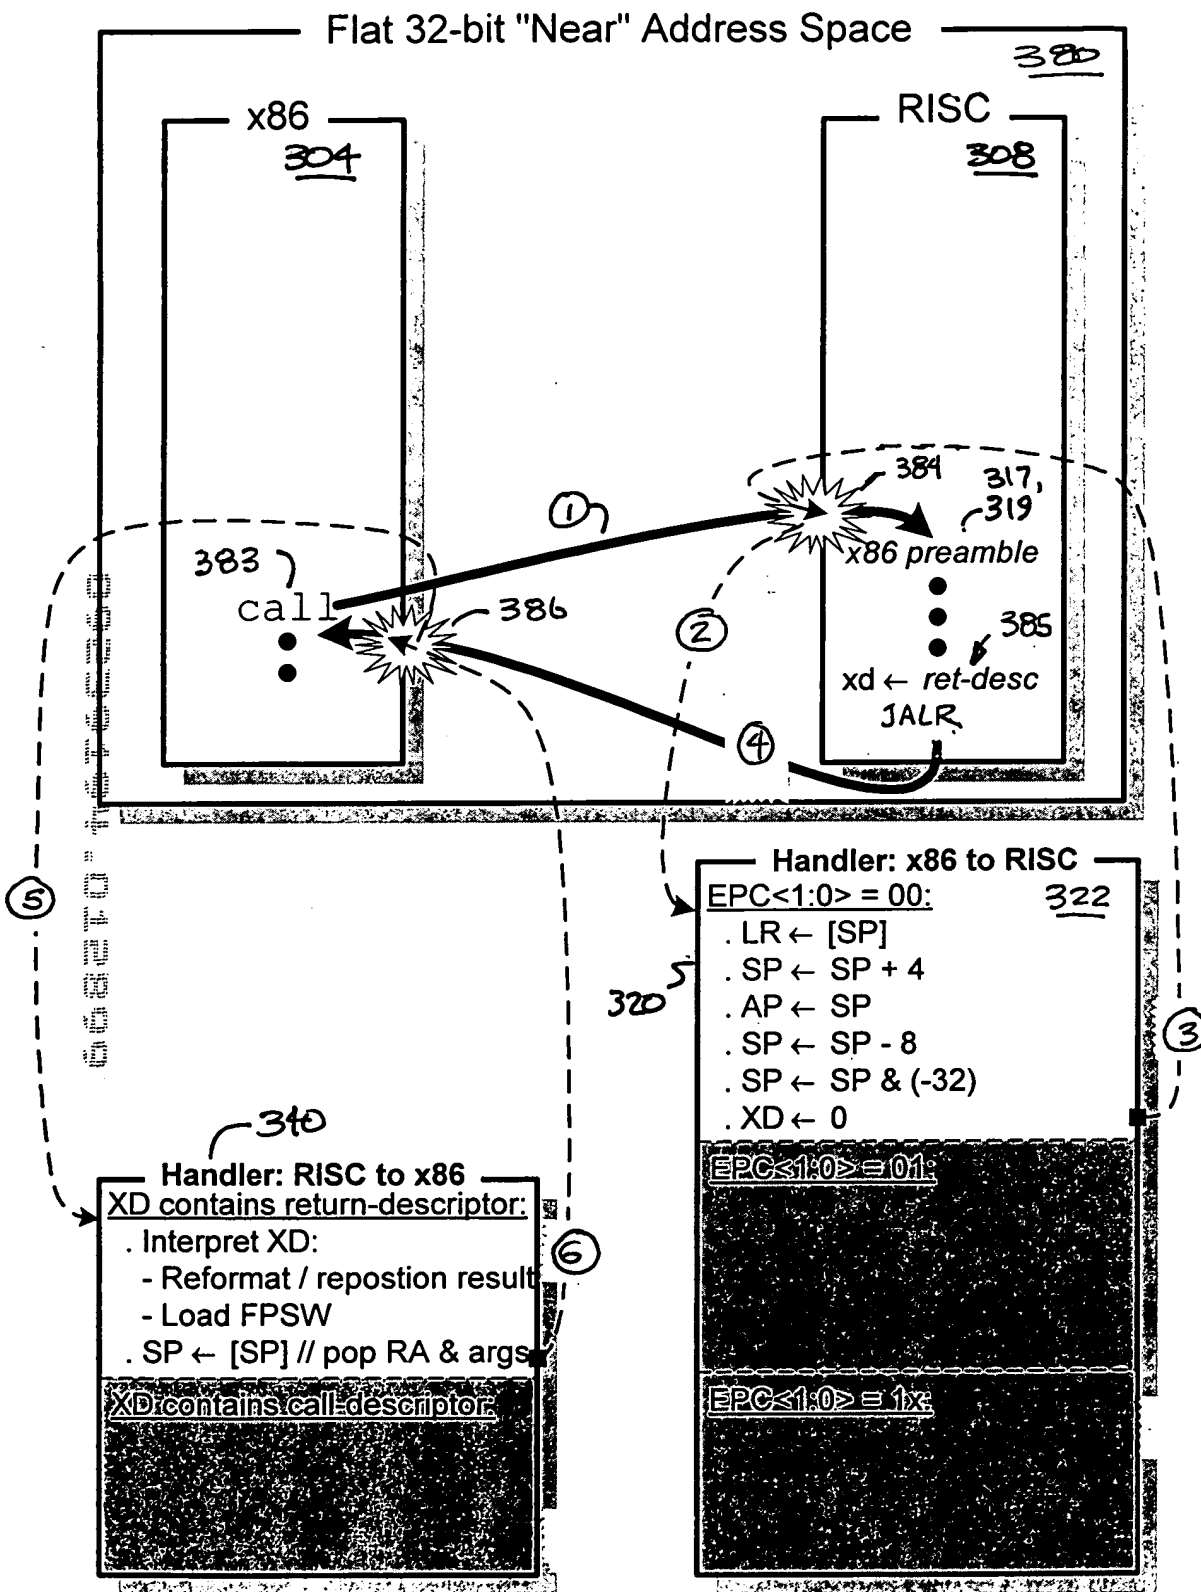 Flat 32-bit "Near" Address Space
380
x86
304
RISC
308
384
317,
319
①
x86 preamble
383
call
386
②
385
xd ← ret-desc
JALR
④
⑤
Handler: x86 to RISC
EPC<1:0> = 00:
322
. LR ← [SP]
. SP ← SP + 4
320
. AP ← SP
. SP ← SP - 8
③
. SP ← SP & (-32)
. XD ← 0
340
EPC<1:0> = 01:
Handler: RISC to x86
XD contains return-descriptor:
. Interpret XD:
⑥
- Reformat / repostion result
- Load FPSW
. SP ← [SP] // pop RA & args
XD contains call-descriptor:
EPC<1:0> = 1x: